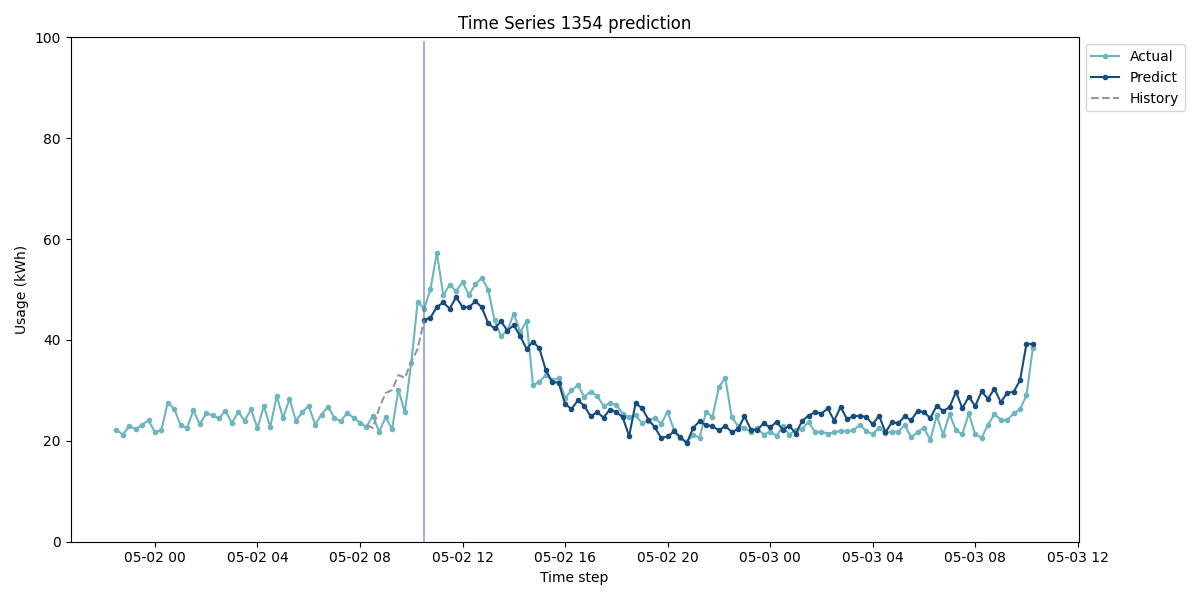 Time Series 1354 prediction
100
80
60
40
20
0
Usage (kWh)
05-02 00
05-02 04
05-02 08
05-02 12
05-02 16
05-02 20
05-03 00
05-03 04
05-03 08
05-03 12
Time step
Actual
Predict
History